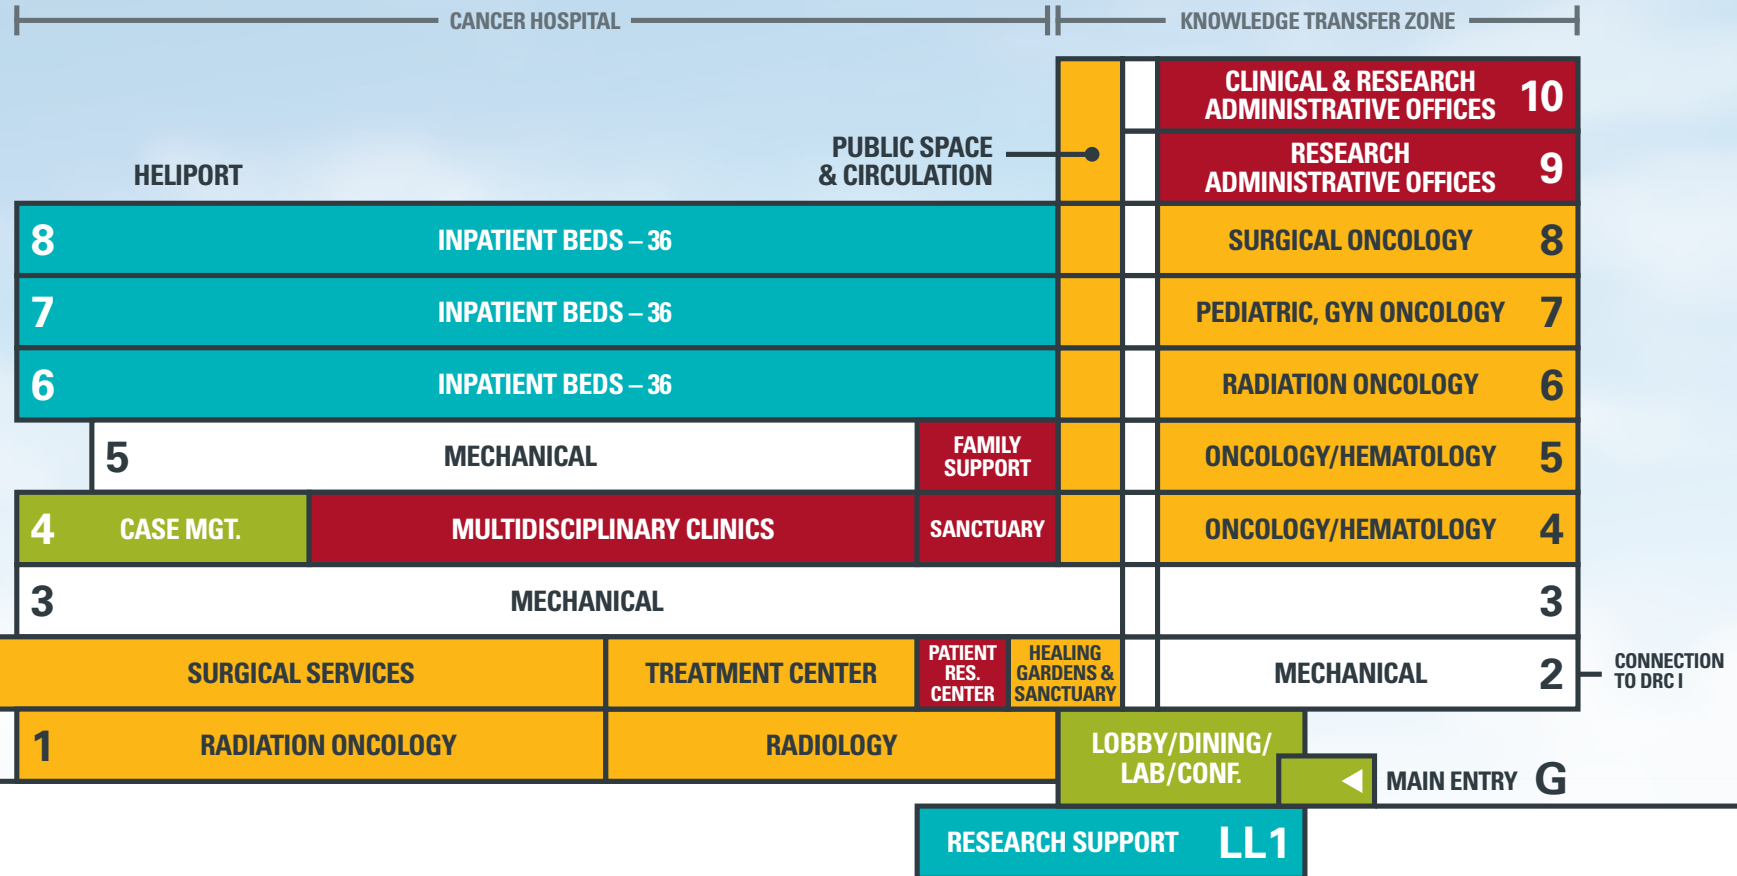 CANCER HOSPITAL
KNOWLEDGE TRANSFER ZONE
CLINICAL & RESEARCH
ADMINISTRATIVE OFFICES
10
PUBLIC SPACE
& CIRCULATION
HELIPORT
RESEARCH
ADMINISTRATIVE OFFICES
9
8
INPATIENT BEDS – 36
SURGICAL ONCOLOGY
8
7
INPATIENT BEDS – 36
PEDIATRIC, GYN ONCOLOGY
7
6
INPATIENT BEDS – 36
RADIATION ONCOLOGY
6
5
MECHANICAL
FAMILY
SUPPORT
ONCOLOGY/HEMATOLOGY
5
4
CASE MGT.
MULTIDISCIPLINARY CLINICS
SANCTUARY
ONCOLOGY/HEMATOLOGY
4
3
MECHANICAL
3
SURGICAL SERVICES
TREATMENT CENTER
PATIENT
RES.
CENTER
HEALING
GARDENS &
SANCTUARY
MECHANICAL
2
CONNECTION
TO DRC I
1
RADIATION ONCOLOGY
RADIOLOGY
LOBBY/DINING/
LAB/CONF.
MAIN ENTRY G
RESEARCH SUPPORT LL1